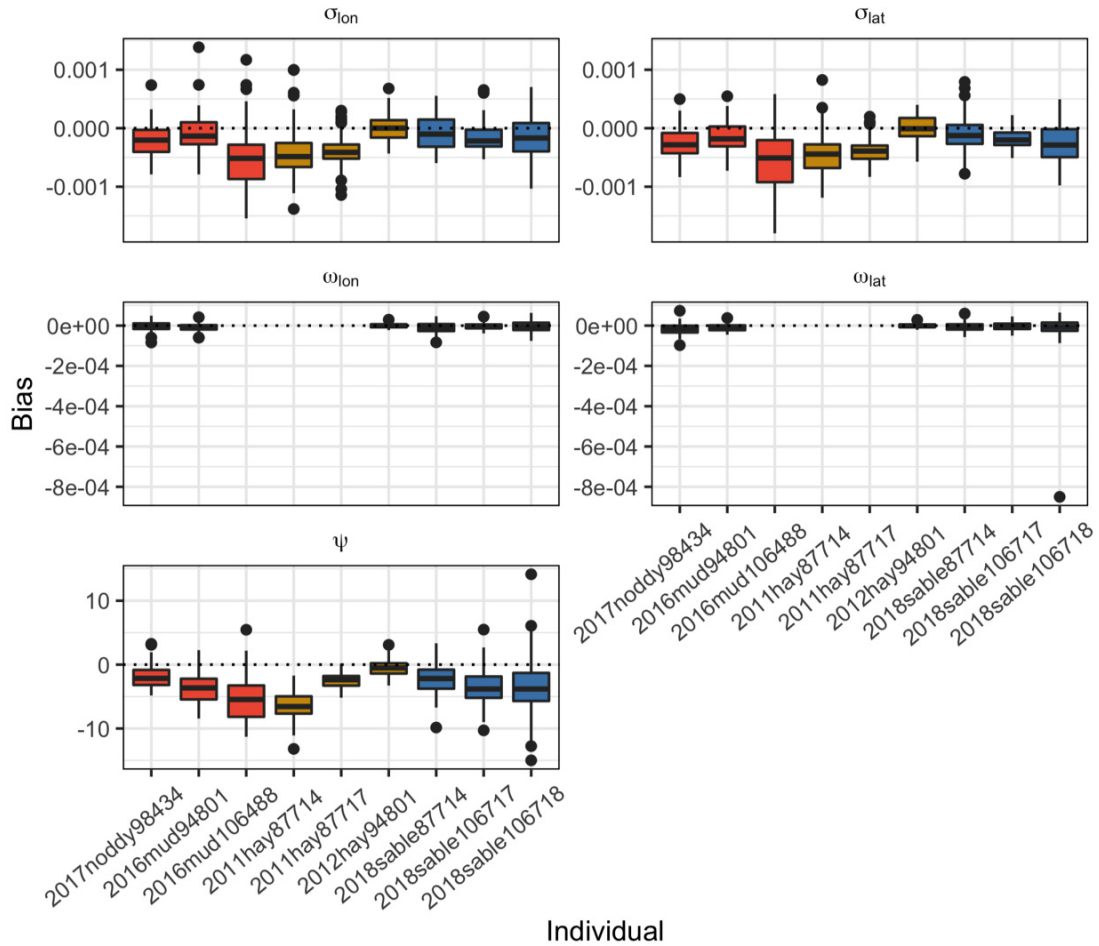 σlon
σlat
0.001
0.000
-0.001
0.001
0.000
-0.001
ωlon
ωlat
0e+00
-2e-04
-4e-04
-6e-04
-8e-04
0e+00
-2e-04
-4e-04
-6e-04
-8e-04
Bias
ψ
10
0
-10
2017noddy98434
2016mud94801
2016mud106488
2011hay87714
2011hay87717
2012hay94801
2018sable87714
2018sable106717
2018sable106718
2017noddy98434
2016mud94801
2016mud106488
2011hay87714
2011hay87717
2012hay94801
2018sable87714
2018sable106717
2018sable106718
Individual